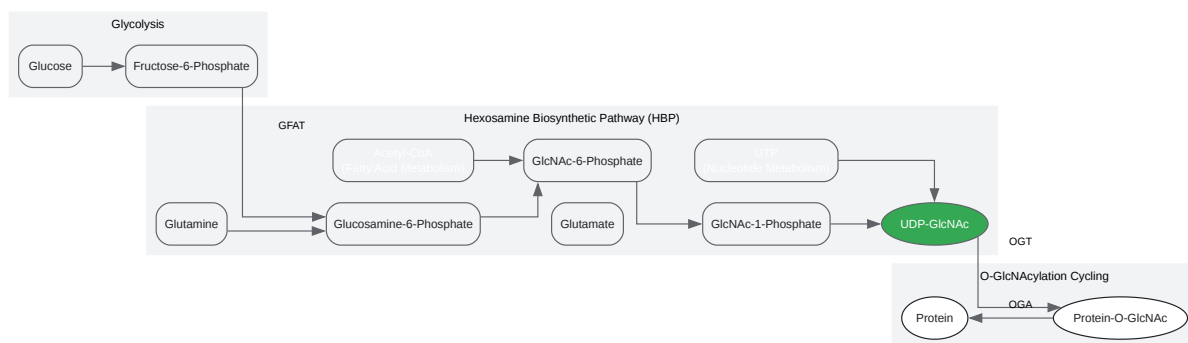 Glycolysis
Glucose
Fructose-6-Phosphate
Hexosamine Biosynthetic Pathway (HBP)
GFAT
Acetyl-CoA
(Fatty Acid Metabolism)
GlcNAc-6-Phosphate
UTP
(Nucleotide Metabolism)
Glutamine
Glucosamine-6-Phosphate
Glutamate
GlcNAc-1-Phosphate
UDP-GlcNAc
OGT
O-GlcNAcylation Cycling
OGA
Protein
Protein-O-GlcNAc